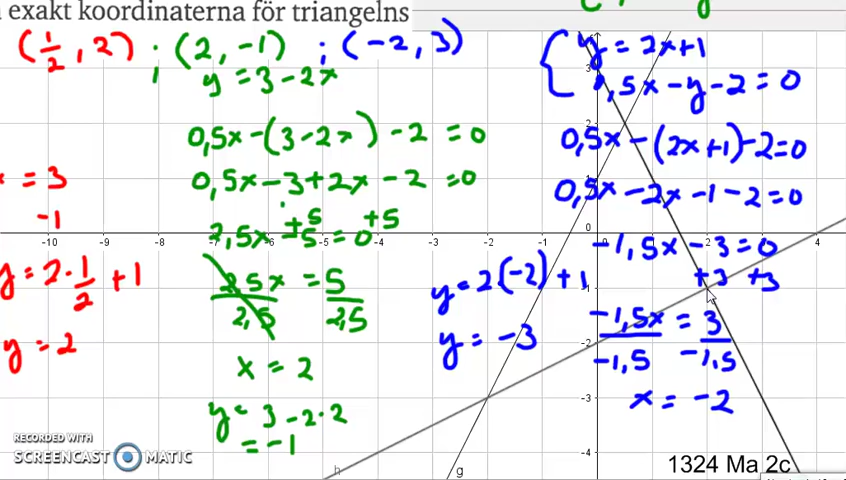 exakt koordinaterna för triangelns
(1/2, 2) ; (2, -1) ; (-2, 3)
= 3
-1
y = 2·1/2 + 1
y = 2
y = 3 - 2x
0,5x - (3 - 2x) - 2 = 0
0,5x - 3 + 2x - 2 = 0
+5 +5
2,5x - 5 = 0
2,5x = 5
2,5 2,5
x = 2
y = 3 - 2·2
= -1
y = 2x + 1
0,5x - y - 2 = 0
0,5x - (2x + 1) - 2 = 0
0,5x - 2x - 1 - 2 = 0
-1,5x - 3 = 0
+3 +3
-1,5x = 3
-1,5 -1,5
x = -2
y = 2(-2) + 1
y = -3
3
2
1
0
-10 -9 -8 -7 -6 -5 -4 -3 -2 -1 0 1 2 3 4
-1
-2
-3
-4
h
g
RECORDED WITH
SCREENCAST MATIC
1324 Ma 2c